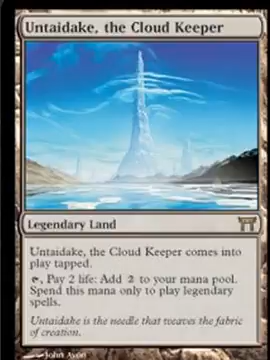 Untaidake, the Cloud Keeper
Legendary Land
Untaidake, the Cloud Keeper comes into
play tapped.
, Pay 2 life: Add 2 to your mana pool.
Spend this mana only to play legendary
spells.
Untaidake is the needle that weaves the fabric
of creation.
John Avon